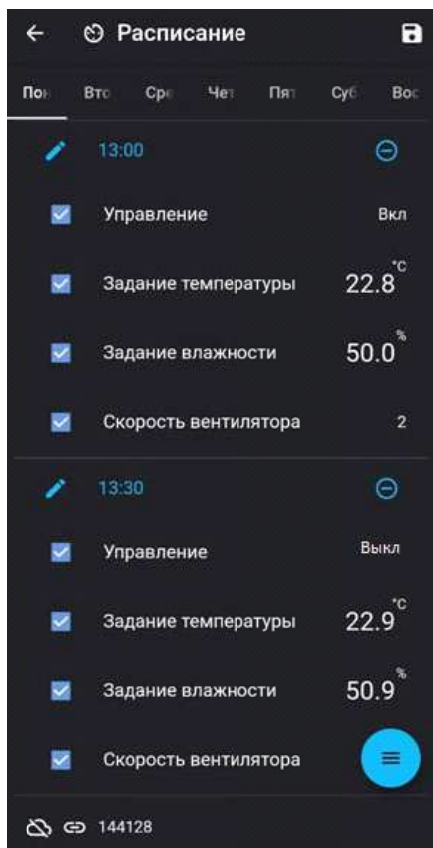 Расписание
Пон Вто Сре Чет Пят Суб Вос
13:00
Управление Вкл
Задание температуры 22.8 °C
Задание влажности 50.0 %
Скорость вентилятора 2
13:30
Управление Выкл
Задание температуры 22.9 °C
Задание влажности 50.9 %
Скорость вентилятора
144128